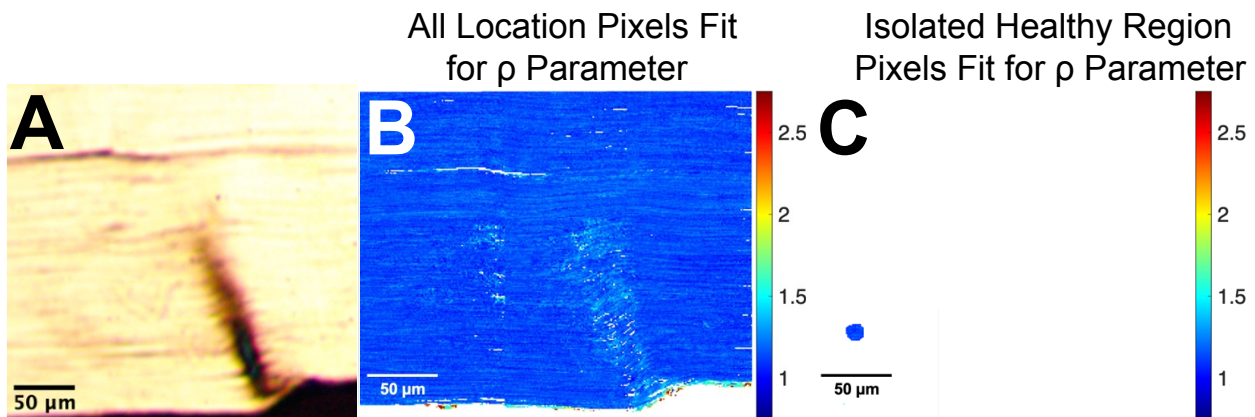 All Location Pixels Fit
for ρ Parameter
Isolated Healthy Region
Pixels Fit for ρ Parameter
A
50 μm
B
50 μm
2.5
2
1.5
1
C
50 μm
2.5
2
1.5
1